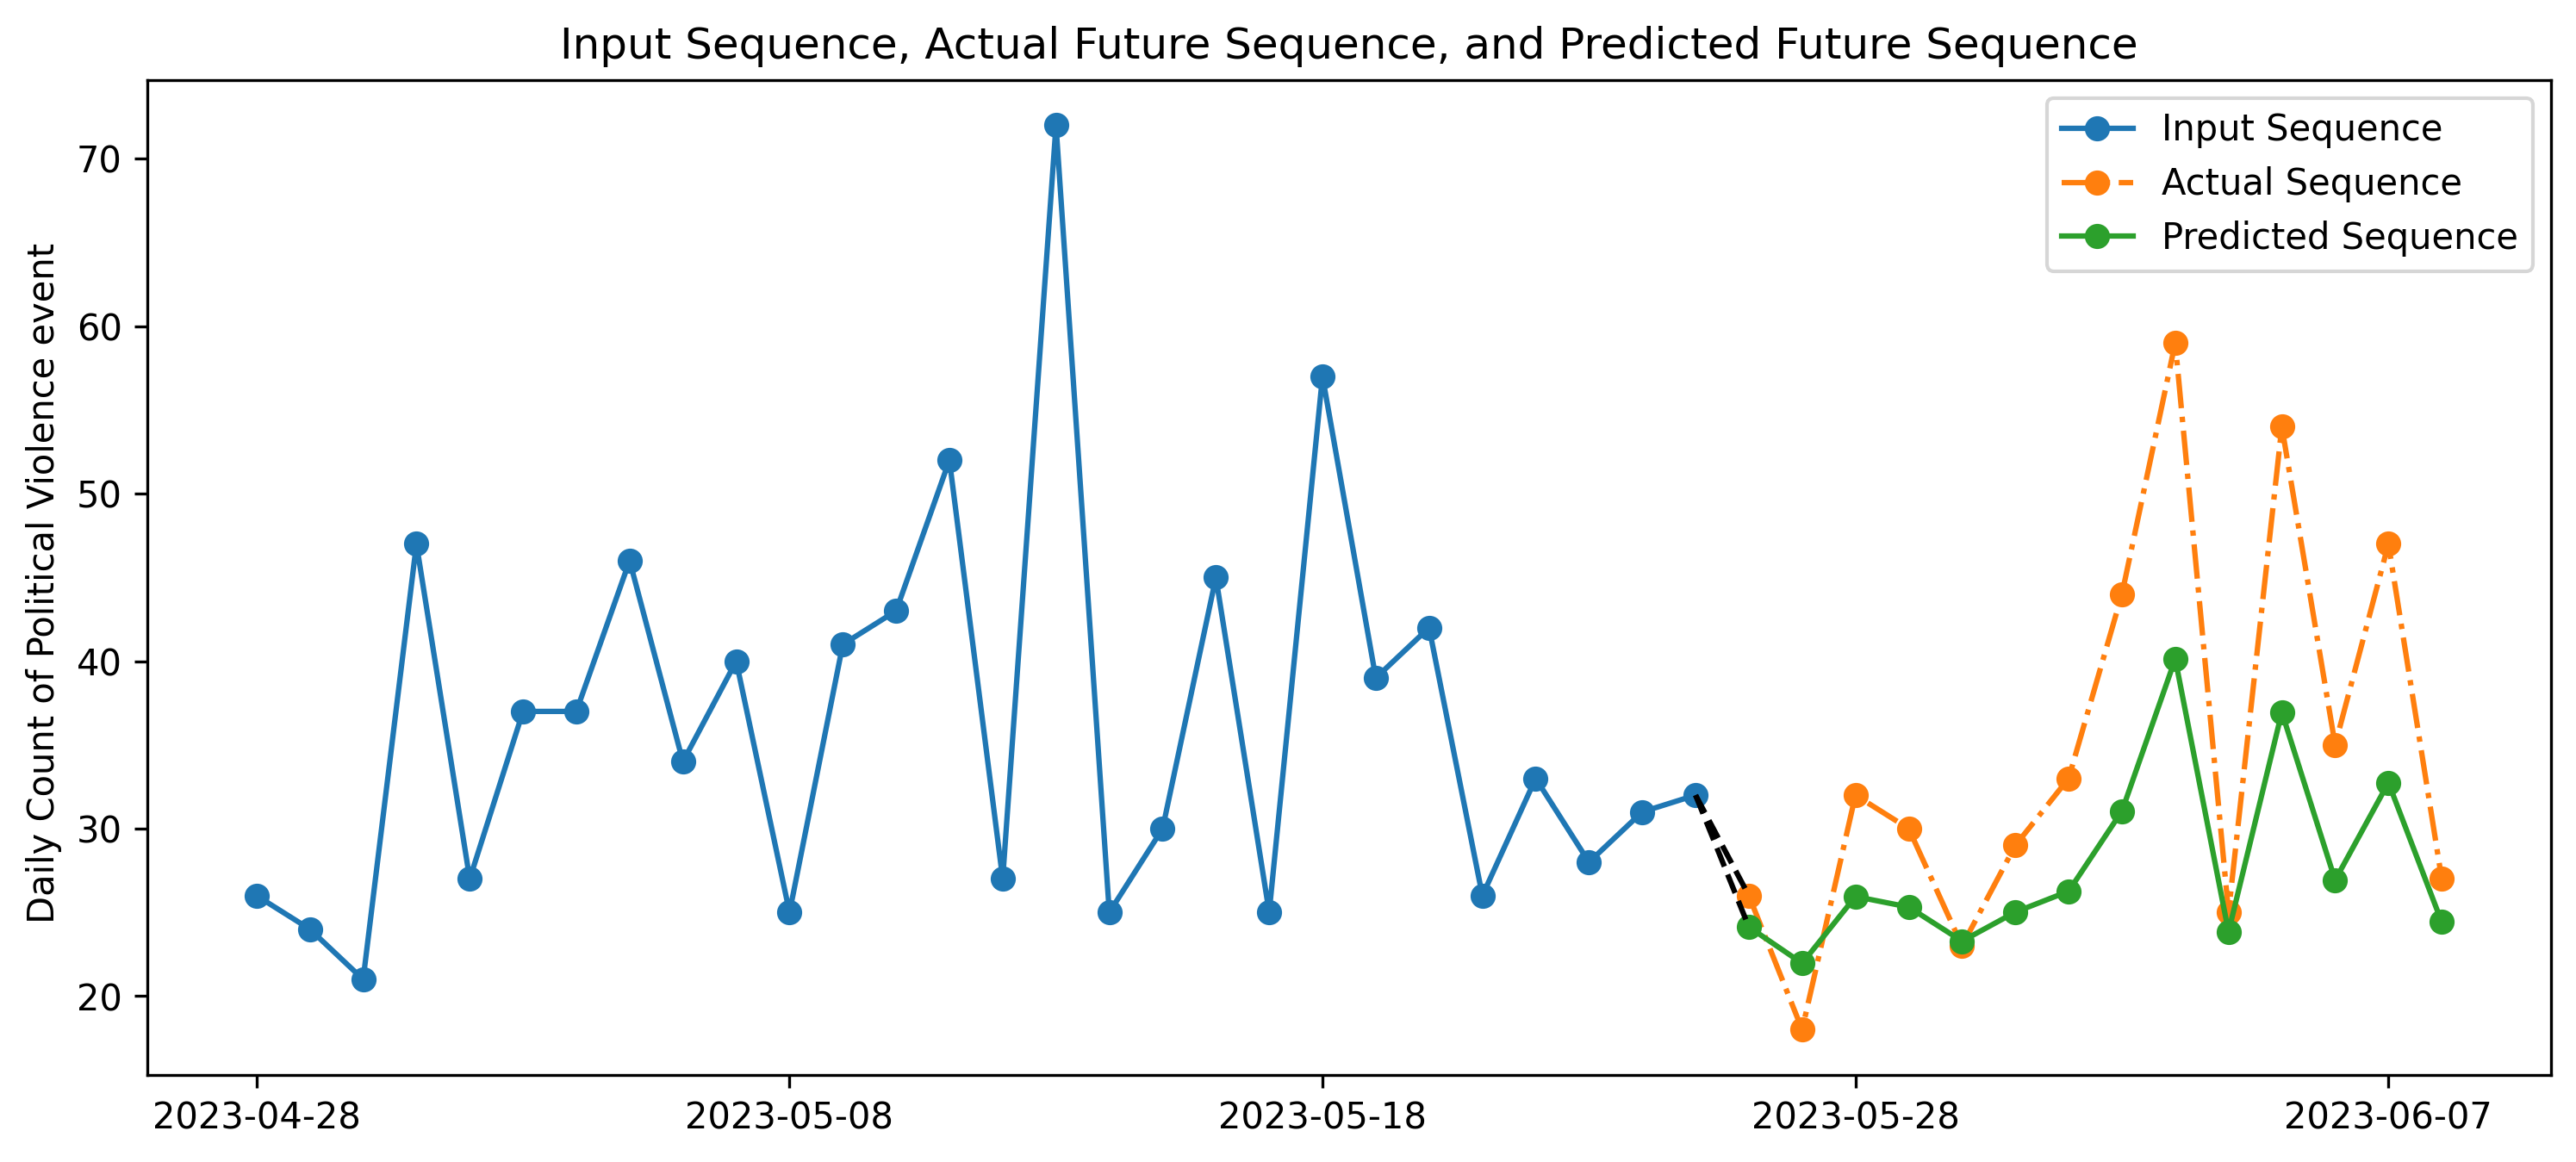 Input Sequence, Actual Future Sequence, and Predicted Future Sequence
Daily Count of Political Violence event
70
60
50
40
30
20
2023-04-28
2023-05-08
2023-05-18
2023-05-28
2023-06-07
Input Sequence
Actual Sequence
Predicted Sequence